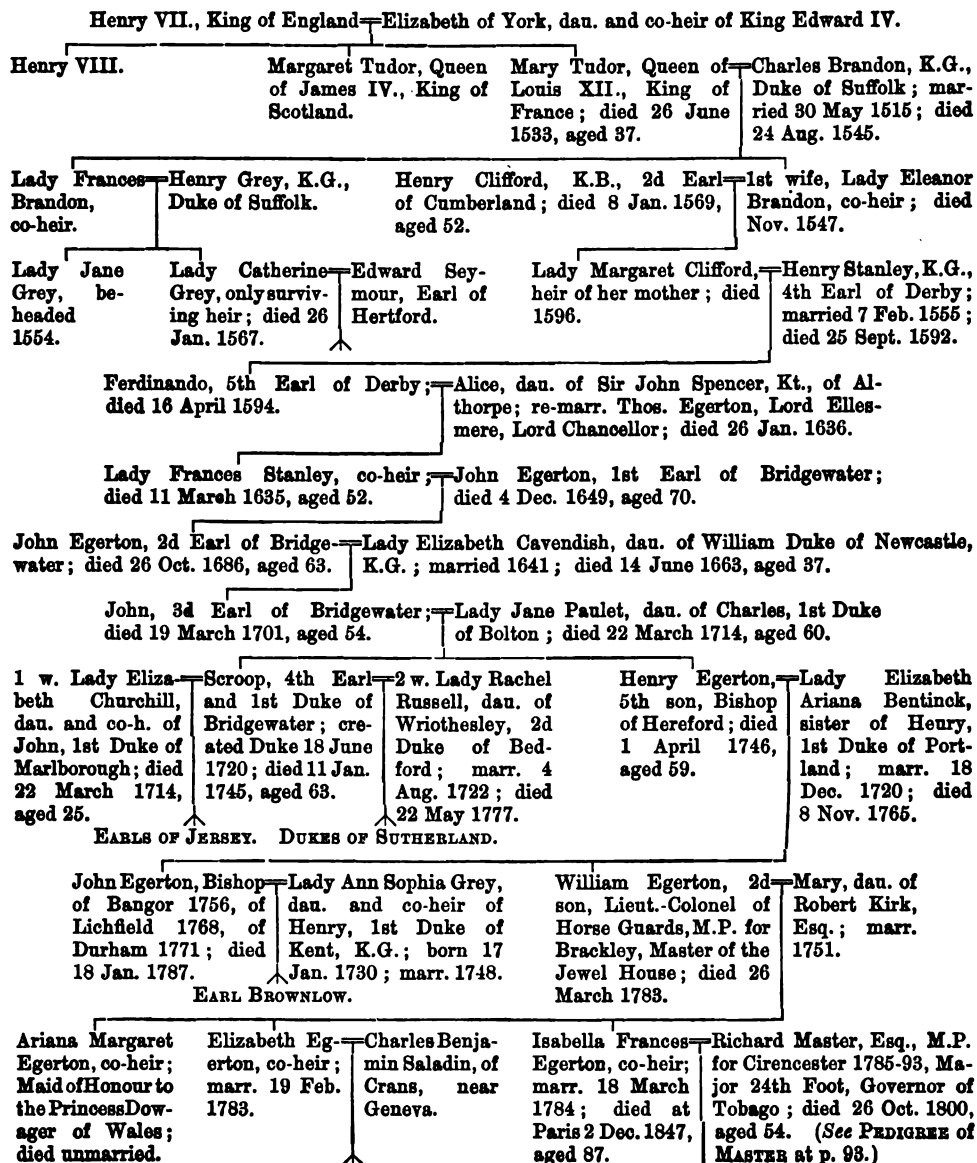 Henry VII., King of England=Elizabeth of York, dau. and co-heir of King Edward IV.
Henry VIII.
Margaret Tudor, Queen
of James IV., King of
Scotland.
Mary Tudor, Queen of
Louis XII., King of
France; died 26 June
1533, aged 37.
Charles Brandon, K.G.,
Duke of Suffolk; mar-
ried 30 May 1515; died
24 Aug. 1545.
Lady Frances
Brandon,
co-heir.
Henry Grey, K.G.,
Duke of Suffolk.
Henry Clifford, K.B., 2d Earl
of Cumberland; died 8 Jan. 1569,
aged 52.
1st wife, Lady Eleanor
Brandon, co-heir; died
Nov. 1547.
Lady Jane
Grey, be-
headed
1554.
Lady Catherine
Grey, only surviv-
ing heir; died 26
Jan. 1567.
Edward Sey-
mour, Earl of
Hertford.
Lady Margaret Clifford,
heir of her mother; died
1596.
Henry Stanley, K.G.,
4th Earl of Derby;
married 7 Feb. 1555;
died 25 Sept. 1592.
Ferdinando, 5th Earl of Derby;
died 16 April 1594.
Alice, dau. of Sir John Spencer, Kt., of Al-
thorpe; re-marr. Thos. Egerton, Lord Elles-
mere, Lord Chancellor; died 26 Jan. 1636.
Lady Frances Stanley, co-heir;
died 11 March 1635, aged 52.
John Egerton, 1st Earl of Bridgewater;
died 4 Dec. 1649, aged 70.
John Egerton, 2d Earl of Bridge-
water; died 26 Oct. 1686, aged 63.
Lady Elizabeth Cavendish, dau. of William Duke of Newcastle,
K.G.; married 1641; died 14 June 1663, aged 37.
John, 3d Earl of Bridgewater;
died 19 March 1701, aged 54.
Lady Jane Paulet, dau. of Charles, 1st Duke
of Bolton; died 22 March 1714, aged 60.
1 w. Lady Eliza-
beth Churchill,
dau. and co-h. of
John, 1st Duke of
Marlborough; died
22 March 1714,
aged 25.
Scroop, 4th Earl
and 1st Duke of
Bridgewater; cre-
ated Duke 18 June
1720; died 11 Jan.
1745, aged 63.
2 w. Lady Rachel
Russell, dau. of
Wriothesley, 2d
Duke of Bed-
ford; marr. 4
Aug. 1722; died
22 May 1777.
Henry Egerton,
5th son, Bishop
of Hereford; died
1 April 1746,
aged 59.
Lady Elizabeth
Ariana Bentinck,
sister of Henry,
1st Duke of Port-
land; marr. 18
Dec. 1720; died
8 Nov. 1765.
EARLS OF JERSEY. DUKES OF SUTHERLAND.
John Egerton, Bishop
of Bangor 1756, of
Lichfield 1768, of
Durham 1771; died
18 Jan. 1787.
Lady Ann Sophia Grey,
dau. and co-heir of
Henry, 1st Duke of
Kent, K.G.; born 17
Jan. 1730; marr. 1748.
EARL BROWNLOW.
William Egerton, 2d
son, Lieut.-Colonel of
Horse Guards, M.P. for
Brackley, Master of the
Jewel House; died 26
March 1783.
Mary, dau. of
Robert Kirk,
Esq.; marr.
1751.
Ariana Margaret
Egerton, co-heir;
Maid of Honour to
the Princess Dow-
ager of Wales;
died unmarried.
Elizabeth Eg-
erton, co-heir;
marr. 19 Feb.
1783.
Charles Benja-
min Saladin, of
Crans, near
Geneva.
Isabella Frances
Egerton, co-heir;
marr. 18 March
1784; died at
Paris 2 Dec. 1847,
aged 87.
Richard Master, Esq., M.P.
for Cirencester 1785-93, Ma-
jor 24th Foot, Governor of
Tobago; died 26 Oct. 1800,
aged 54. (See PEDIGREE of
MASTER at p. 93.)